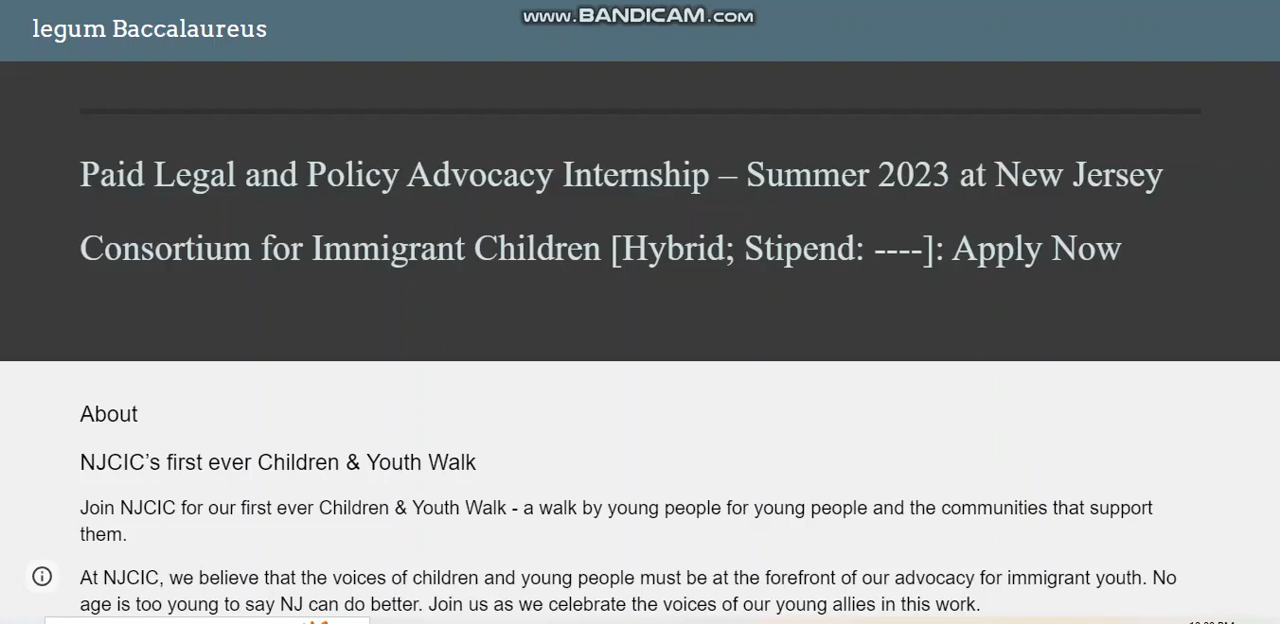 www.BANDICAM.com
legum Baccalaureus
Paid Legal and Policy Advocacy Internship – Summer 2023 at New Jersey
Consortium for Immigrant Children [Hybrid; Stipend: ----]: Apply Now
About
NJCIC’s first ever Children & Youth Walk
Join NJCIC for our first ever Children & Youth Walk - a walk by young people for young people and the communities that support
them.
At NJCIC, we believe that the voices of children and young people must be at the forefront of our advocacy for immigrant youth. No
age is too young to say NJ can do better. Join us as we celebrate the voices of our young allies in this work.